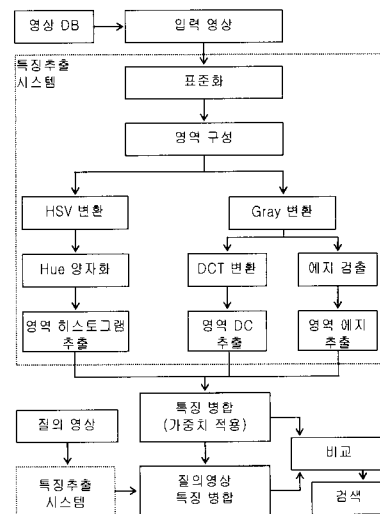 영상 DB
입력 영상
특징추출
시스템
표준화
영역 구성
HSV 변환
Gray 변환
Hue 양자화
DCT 변환
에지 검출
영역 히스토그램
추출
영역 DC
추출
영역 에지
추출
특징 병합
(가중치 적용)
질의 영상
비교
특징추출
시스템
질의영상
특징 병합
검색